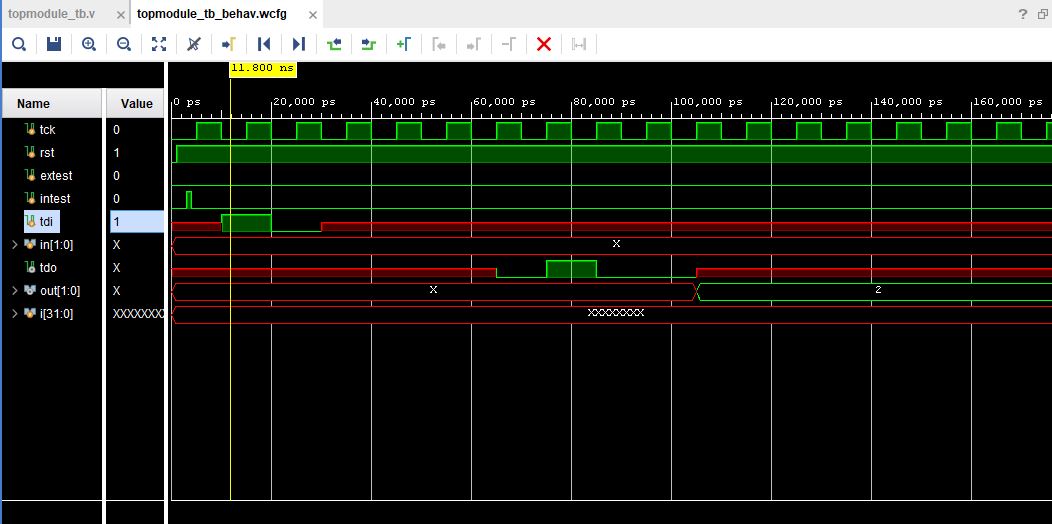 topmodule_tb.v × topmodule_tb_behav.wcfg × ?
11.800 ns
Name Value 0 ps 20,000 ps 40,000 ps 60,000 ps 80,000 ps 100,000 ps 120,000 ps 140,000 ps 160,000 ps
tck 0
rst 1
extest 0
intest 0
tdi 1
in[1:0] X X
tdo X
out[1:0] X X 2
i[31:0] XXXXXXXX XXXXXXXX